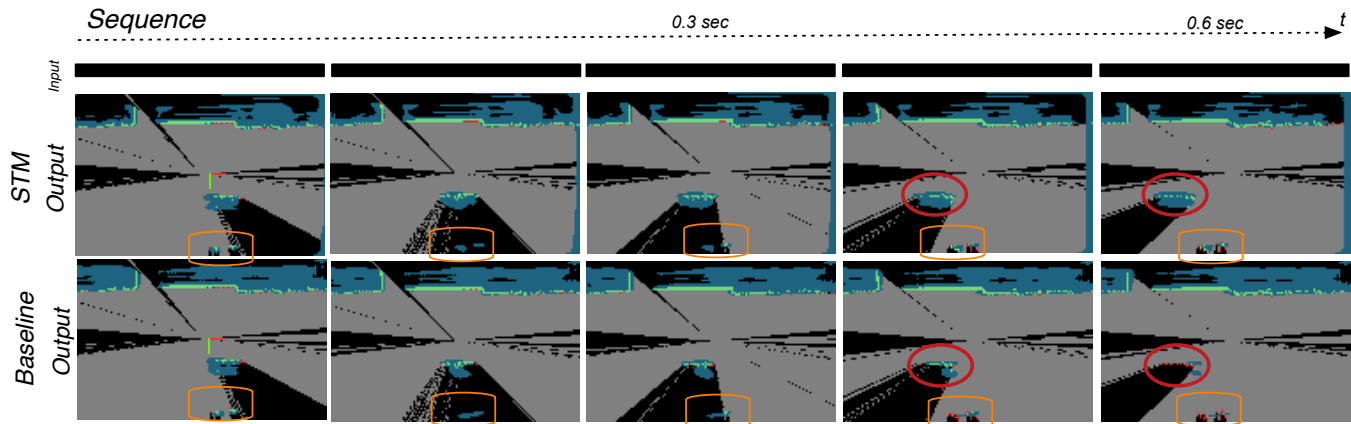 Sequence
0.3 sec
0.6 sec
t
Input
STM
Output
Baseline
Output